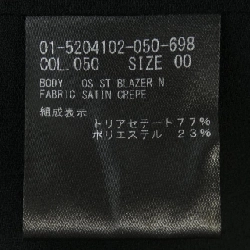 01-5204102-050-698
COL.050 SIZE 00
BODY OS ST BLAZER N
FABRIC SATIN CREPE
組成表示
トリアセテート77%
ポリエステル 23%